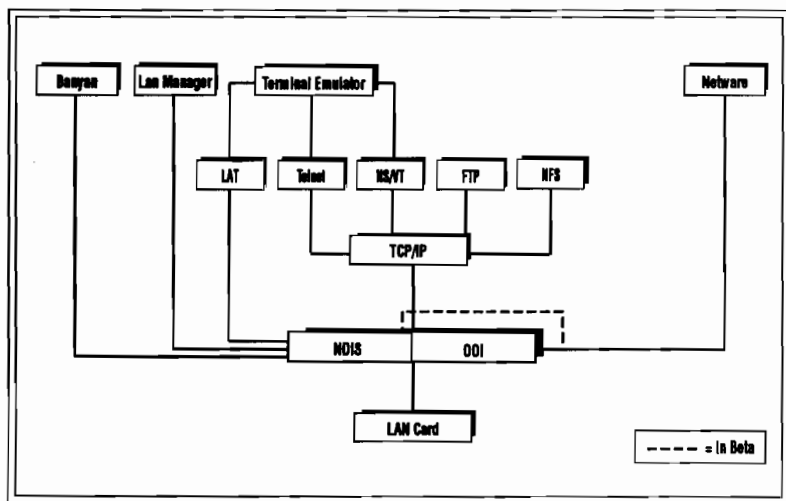 Banyan
Lan Manager
Terminal Emulator
Netware
LAT
Telnet
NS/VT
FTP
NFS
TCP/IP
NDIS
ODI
LAN Card
= In Beta